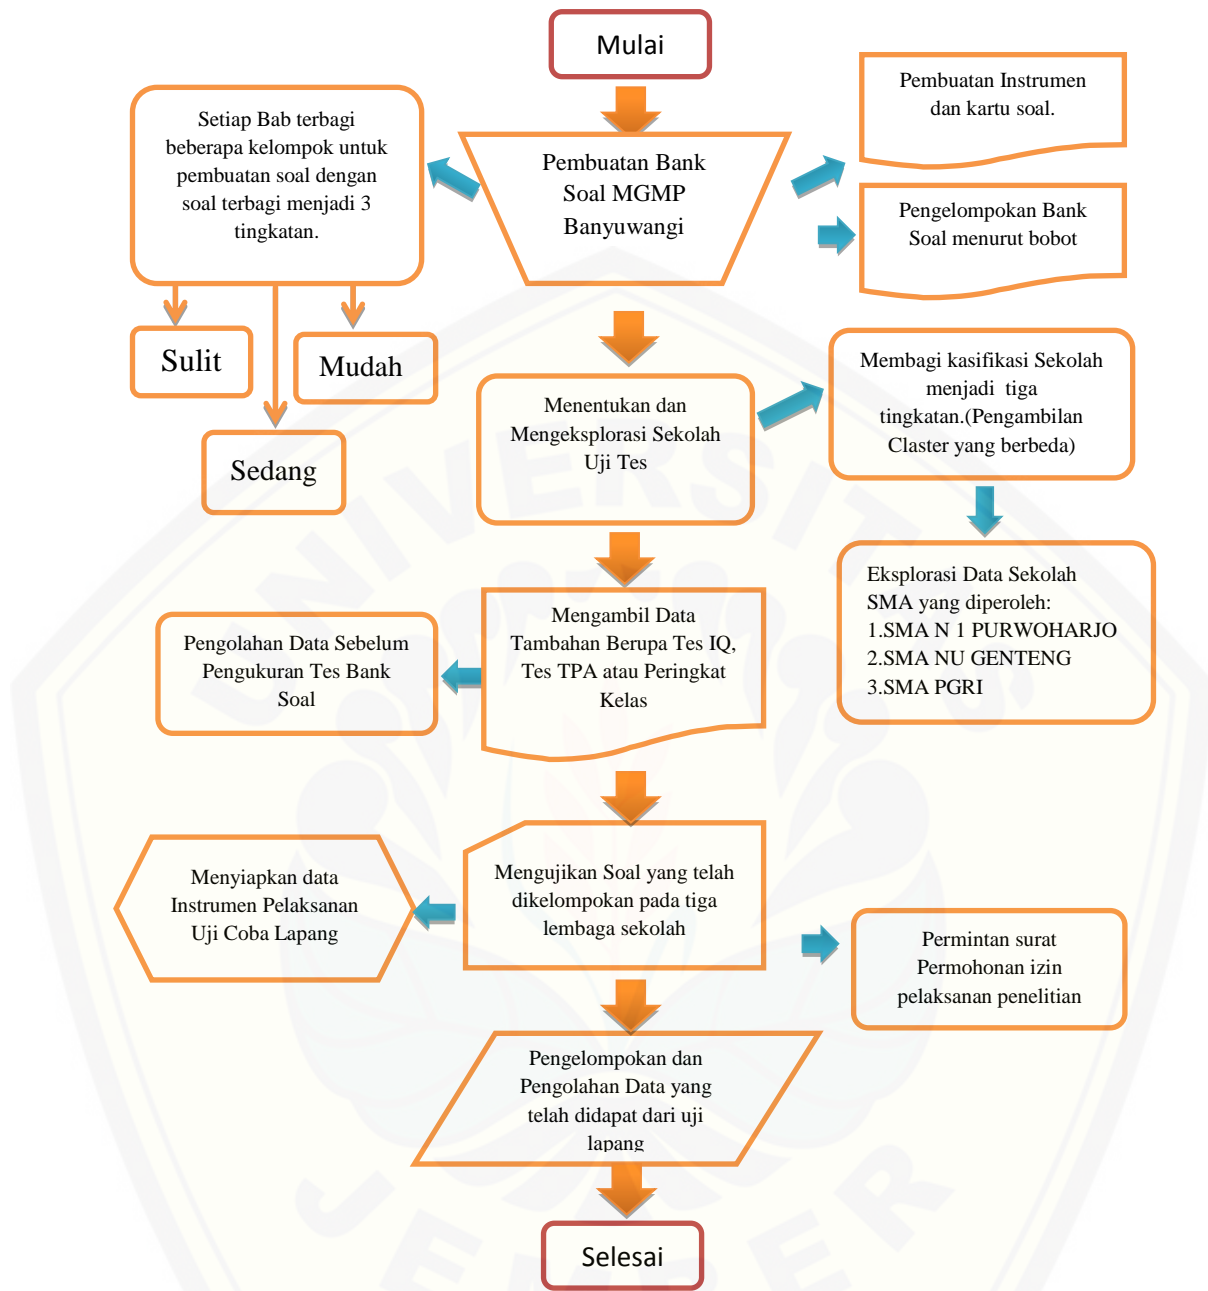 Mulai
Pembuatan Instrumen
dan kartu soal.
Setiap Bab terbagi
beberapa kelompok untuk
pembuatan soal dengan
soal terbagi menjadi 3
tingkatan.
Pembuatan Bank
Soal MGMP
Banyuwangi
Pengelompokan Bank
Soal menurut bobot
Sulit
Mudah
Sedang
Menentukan dan
Mengeksplorasi Sekolah
Uji Tes
Membagi kasifikasi Sekolah
menjadi tiga
tingkatan.(Pengambilan
Claster yang berbeda)
Eksplorasi Data Sekolah
SMA yang diperoleh:
1.SMA N 1 PURWOHARJO
2.SMA NU GENTENG
3.SMA PGRI
Mengambil Data
Tambahan Berupa Tes IQ,
Tes TPA atau Peringkat
Kelas
Pengolahan Data Sebelum
Pengukuran Tes Bank
Soal
Mengujikan Soal yang telah
dikelompokan pada tiga
lembaga sekolah
Menyiapkan data
Instrumen Pelaksanan
Uji Coba Lapang
Permintan surat
Permohonan izin
pelaksanan penelitian
Pengelompokan dan
Pengolahan Data yang
telah didapat dari uji
lapang
Selesai
UNIVERSITAS
JEMBER